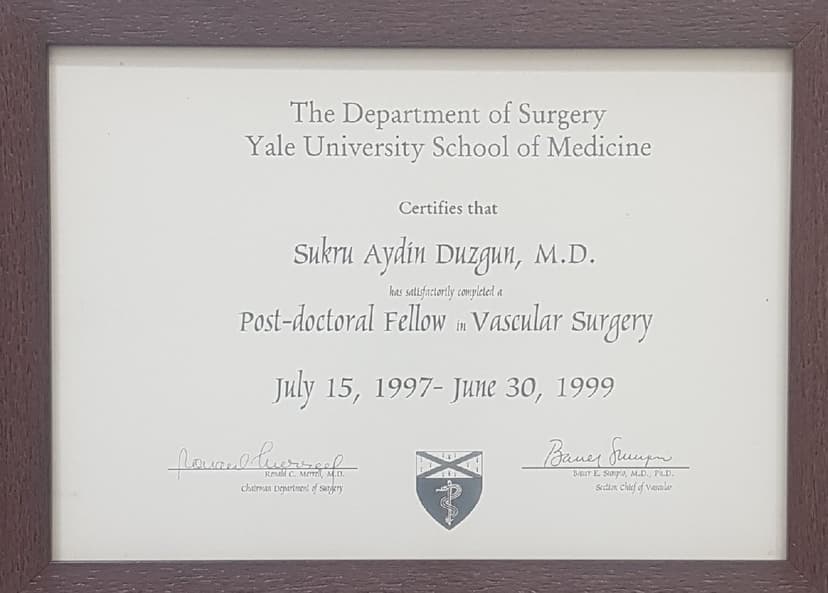 The Department of Surgery
Yale University School of Medicine
Certifies that
Sukru Aydin Duzgun, M.D.
has satisfactorily completed a
Post-doctoral Fellow in Vascular Surgery
July 15, 1997- June 30, 1999
Ronald C. Merrell, M.D.
Chairman Department of Surgery
Bauer E. Sumpio, M.D., Ph.D.
Section Chief of Vascular